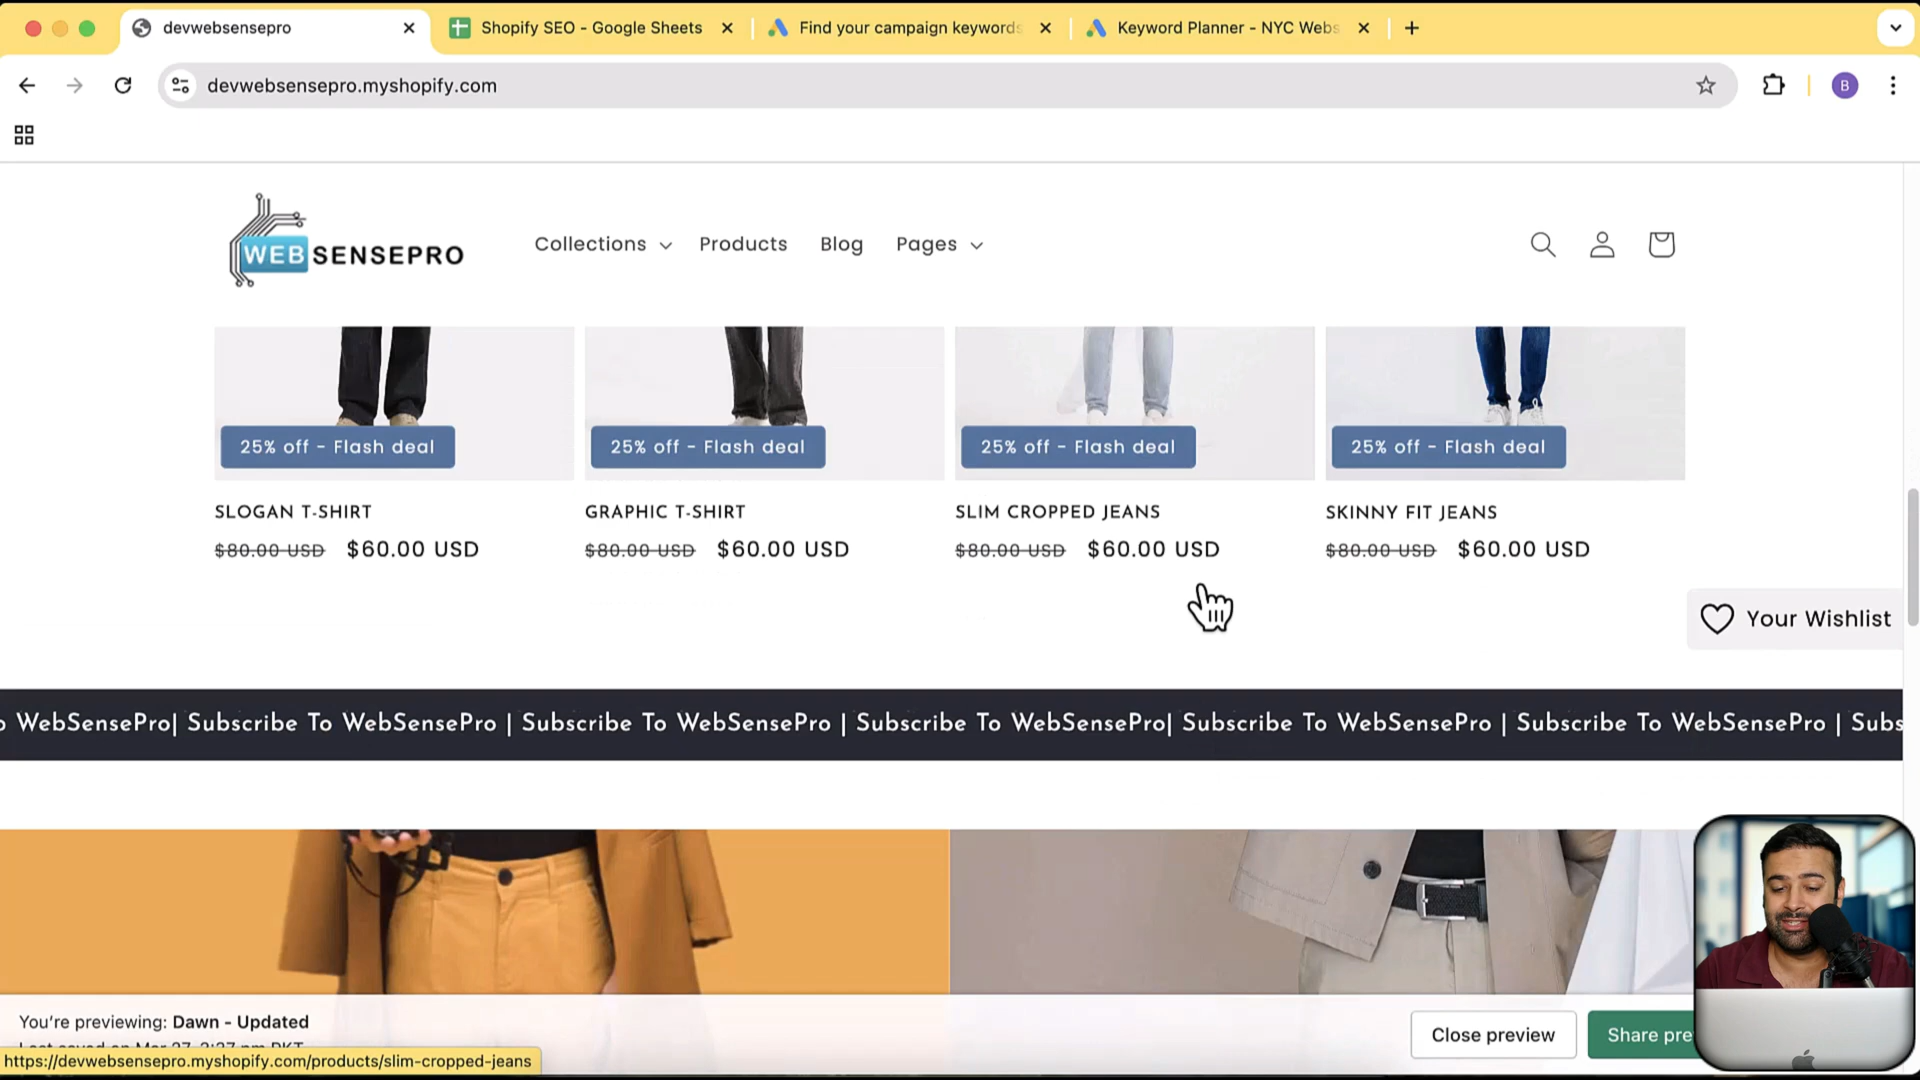 devwebsensepro
Shopify SEO - Google Sheets
Find your campaign keywords
Keyword Planner - NYC Webs
devwebsensepro.myshopify.com
B
WEBSENSEPRO
Collections
Products
Blog
Pages
25% off - Flash deal
25% off - Flash deal
25% off - Flash deal
25% off - Flash deal
SLOGAN T-SHIRT
GRAPHIC T-SHIRT
SLIM CROPPED JEANS
SKINNY FIT JEANS
$80.00 USD $60.00 USD
$80.00 USD $60.00 USD
$80.00 USD $60.00 USD
$80.00 USD $60.00 USD
Your Wishlist
o WebSensePro| Subscribe To WebSensePro | Subscribe To WebSensePro | Subscribe To WebSensePro| Subscribe To WebSensePro | Subscribe To WebSensePro | Subs
You're previewing: Dawn - Updated
Close preview
Share pre
https://devwebsensepro.myshopify.com/products/slim-cropped-jeans